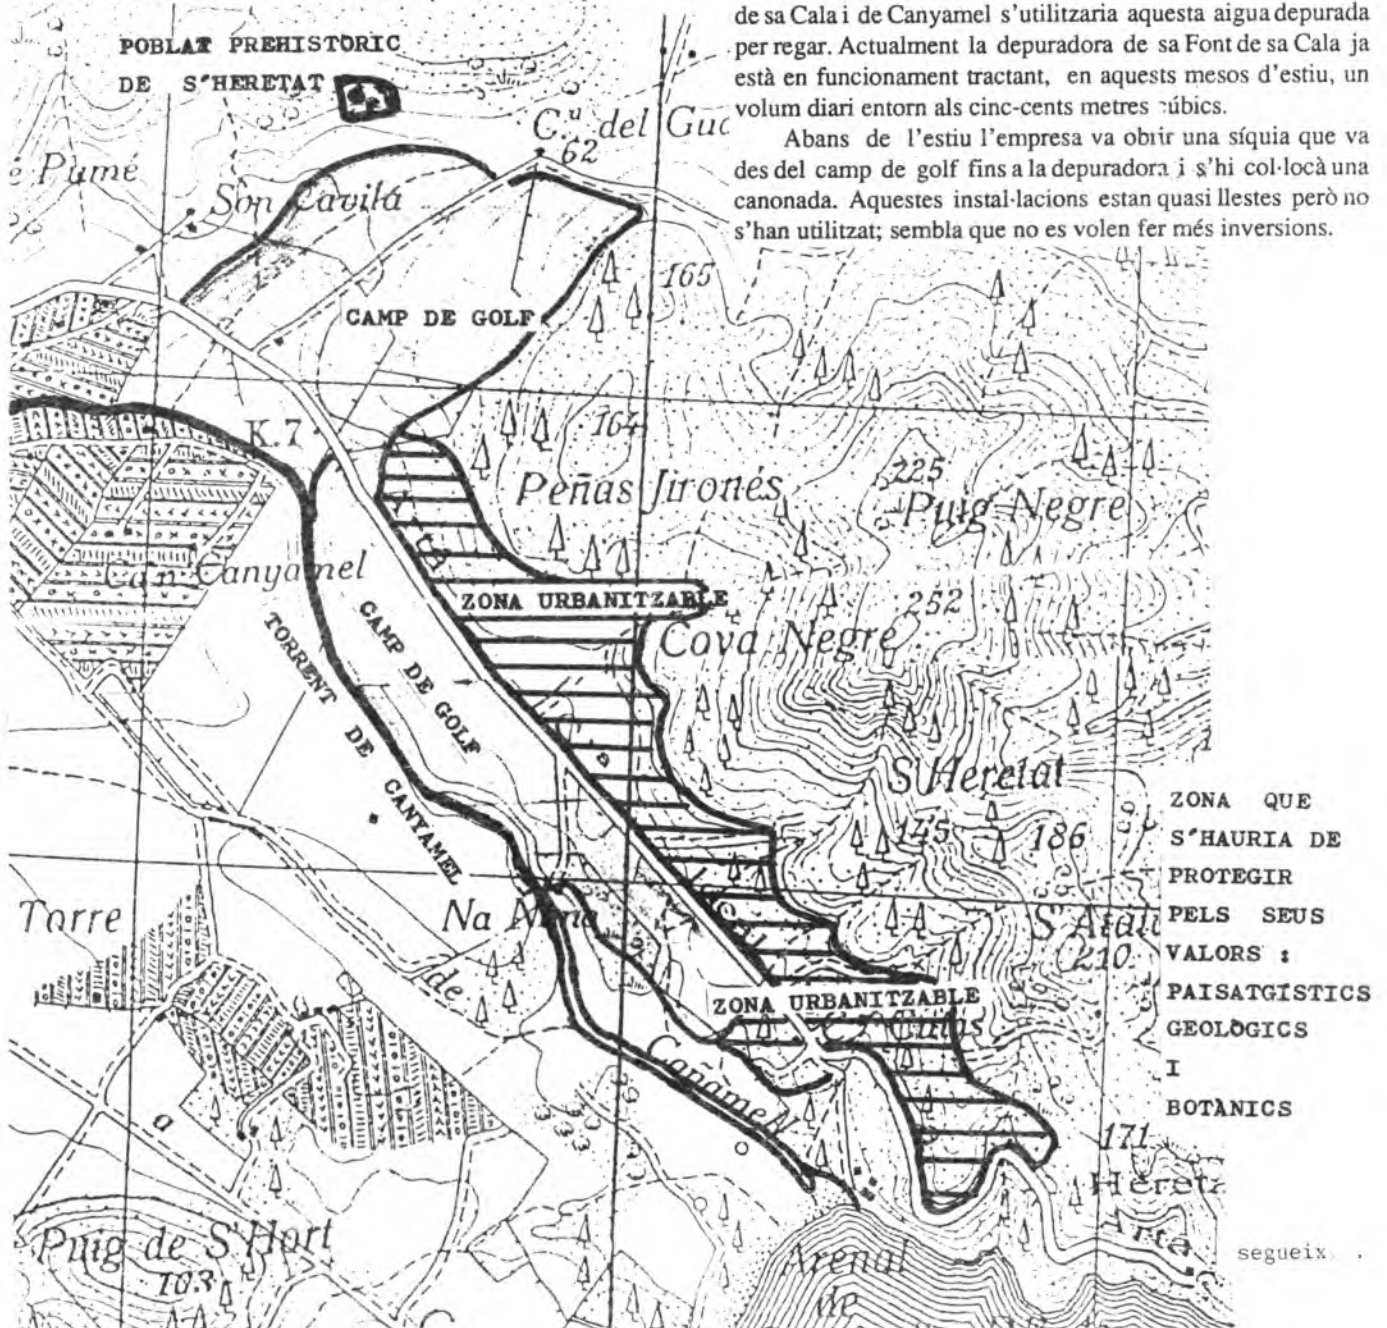 de sa Cala i de Canyamel s'utilitzaria aquesta aigua depurada
per regar. Actualment la depuradora de sa Font de sa Cala ja
està en funcionament tractant, en aquests mesos d'estiu, un
volum diari entorn als cinc-cents metres cúbics.
Abans de l'estiu l'empresa va obrir una síquia que va
des del camp de golf fins a la depuradora i s'hi col·locà una
canonada. Aquestes instal·lacions estan quasi llestes però no
s'han utilitzat; sembla que no es volen fer més inversions.
POBLAT PREHISTÒRIC
DE S'HERETAT
C.ᵘ del
62
Pumé
Son Cavilá
165
CAMP DE GOLF
K.7
164
Peñas Jironés
225
Puig Negre
Ca'n Canyamel
ZONA URBANITZABLE
252
Cova Negre
CAMP DE GOLF
TORRENT DE CANYAMEL
S'Heretat
145
186
ZONA QUE
S'HAURIA DE
PROTEGIR
PELS SEUS
VALORS :
PAISATGÍSTICS
GEOLÒGICS
I
BOTÀNICS
Torre
de
Na
210
ZONA URBANITZABLE
Cañamel
a
171
Puig de S'Hort
103
Artá
Arenal
de
segueix .